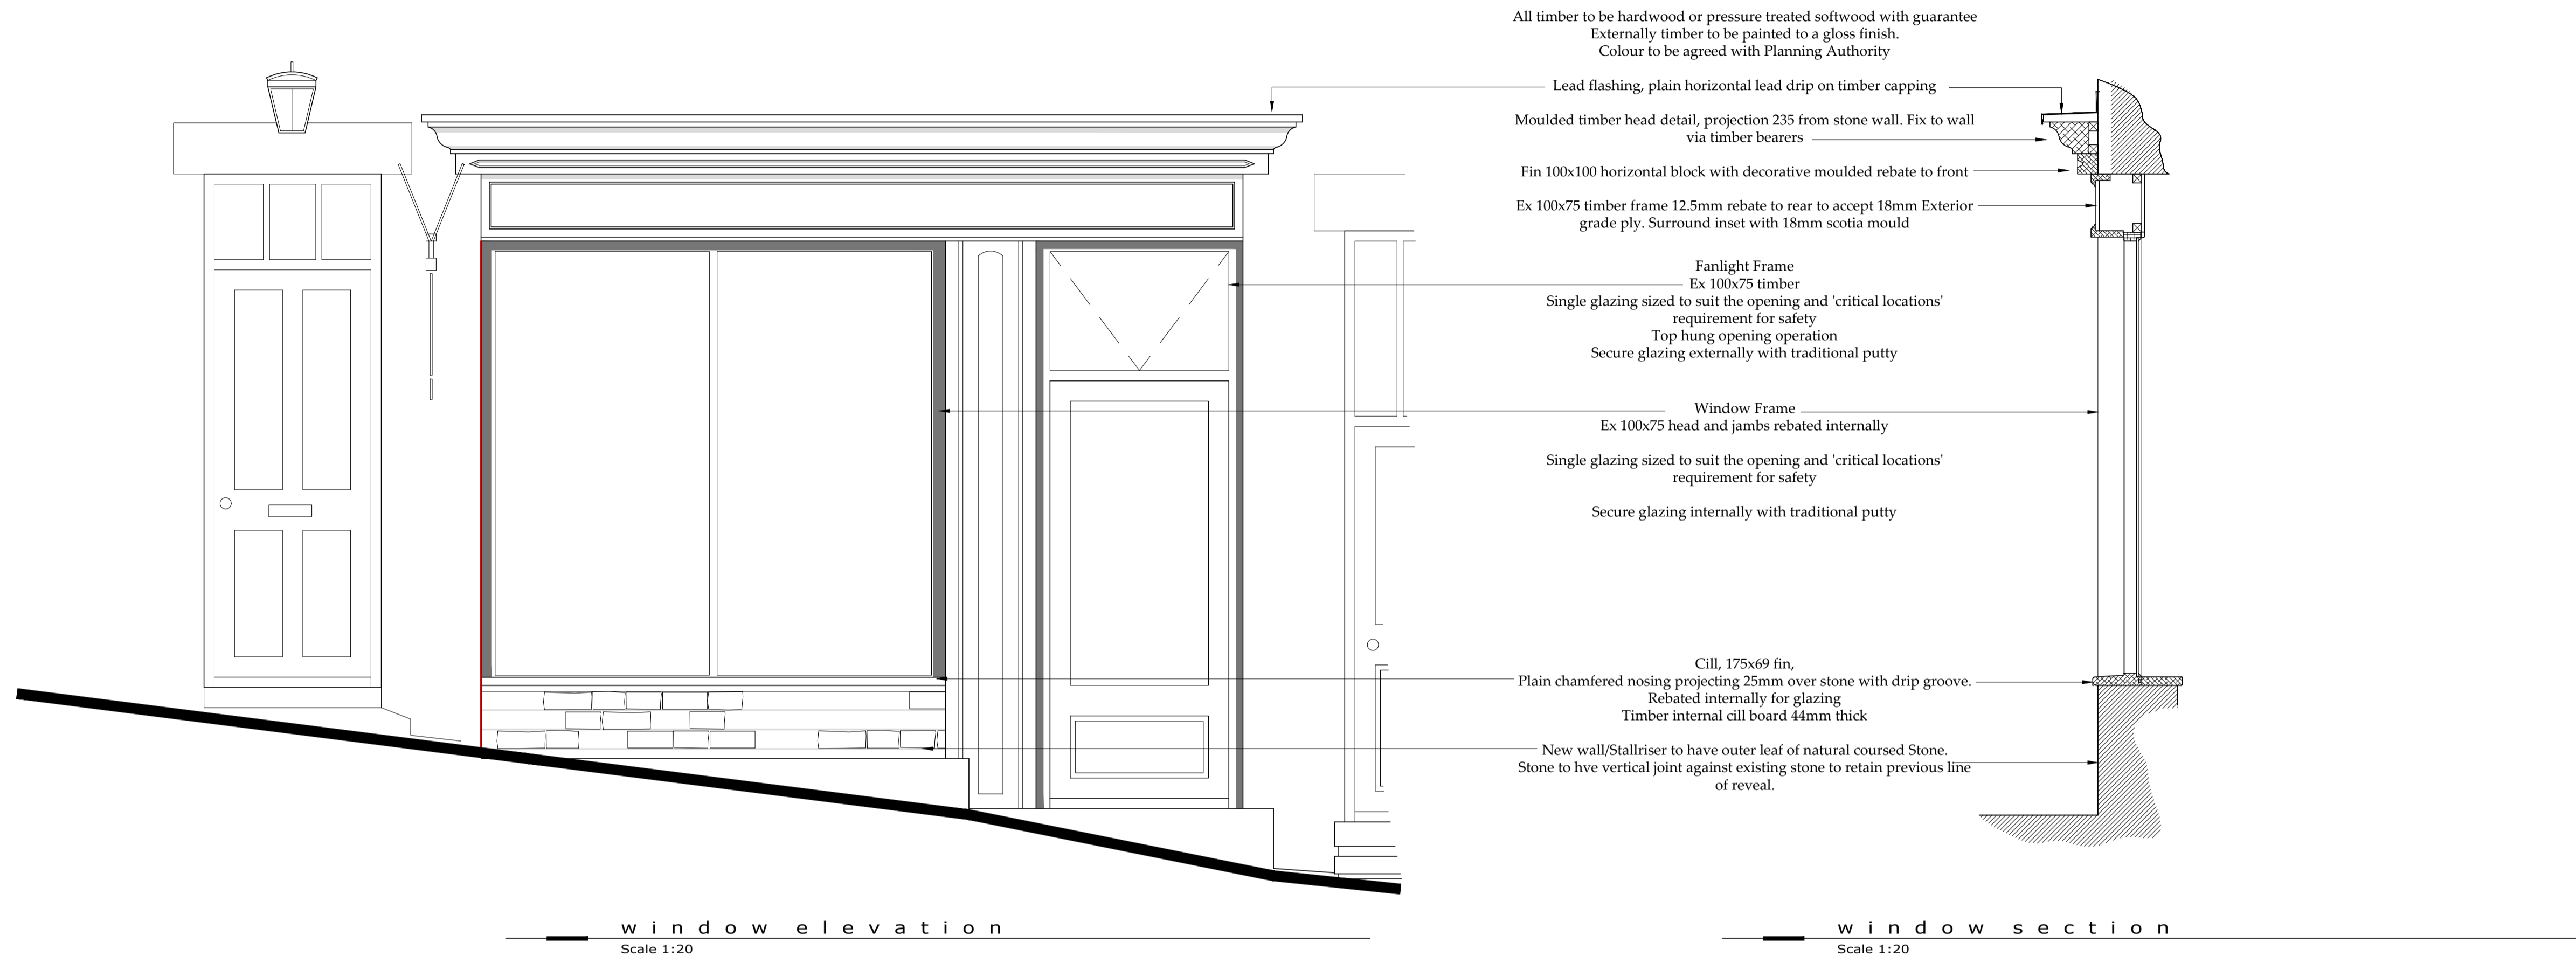 All timber to be hardwood or pressure treated softwood with guarantee
Externally timber to be painted to a gloss finish.
Colour to be agreed with Planning Authority
Lead flashing, plain horizontal lead drip on timber capping
Moulded timber head detail, projection 235 from stone wall. Fix to wall
via timber bearers
Fin 100x100 horizontal block with decorative moulded rebate to front
Ex 100x75 timber frame 12.5mm rebate to rear to accept 18mm Exterior
grade ply. Surround inset with 18mm scotia mould
Fanlight Frame
Ex 100x75 timber
Single glazing sized to suit the opening and 'critical locations'
requirement for safety
Top hung opening operation
Secure glazing externally with traditional putty
Window Frame
Ex 100x75 head and jambs rebated internally
Single glazing sized to suit the opening and 'critical locations'
requirement for safety
Secure glazing internally with traditional putty
Cill, 175x69 fin,
Plain chamfered nosing projecting 25mm over stone with drip groove.
Rebated internally for glazing
Timber internal cill board 44mm thick
New wall/Stallriser to have outer leaf of natural coursed Stone.
Stone to hve vertical joint against existing stone to retain previous line
of reveal.
window elevation
Scale 1:20
window section
Scale 1:20